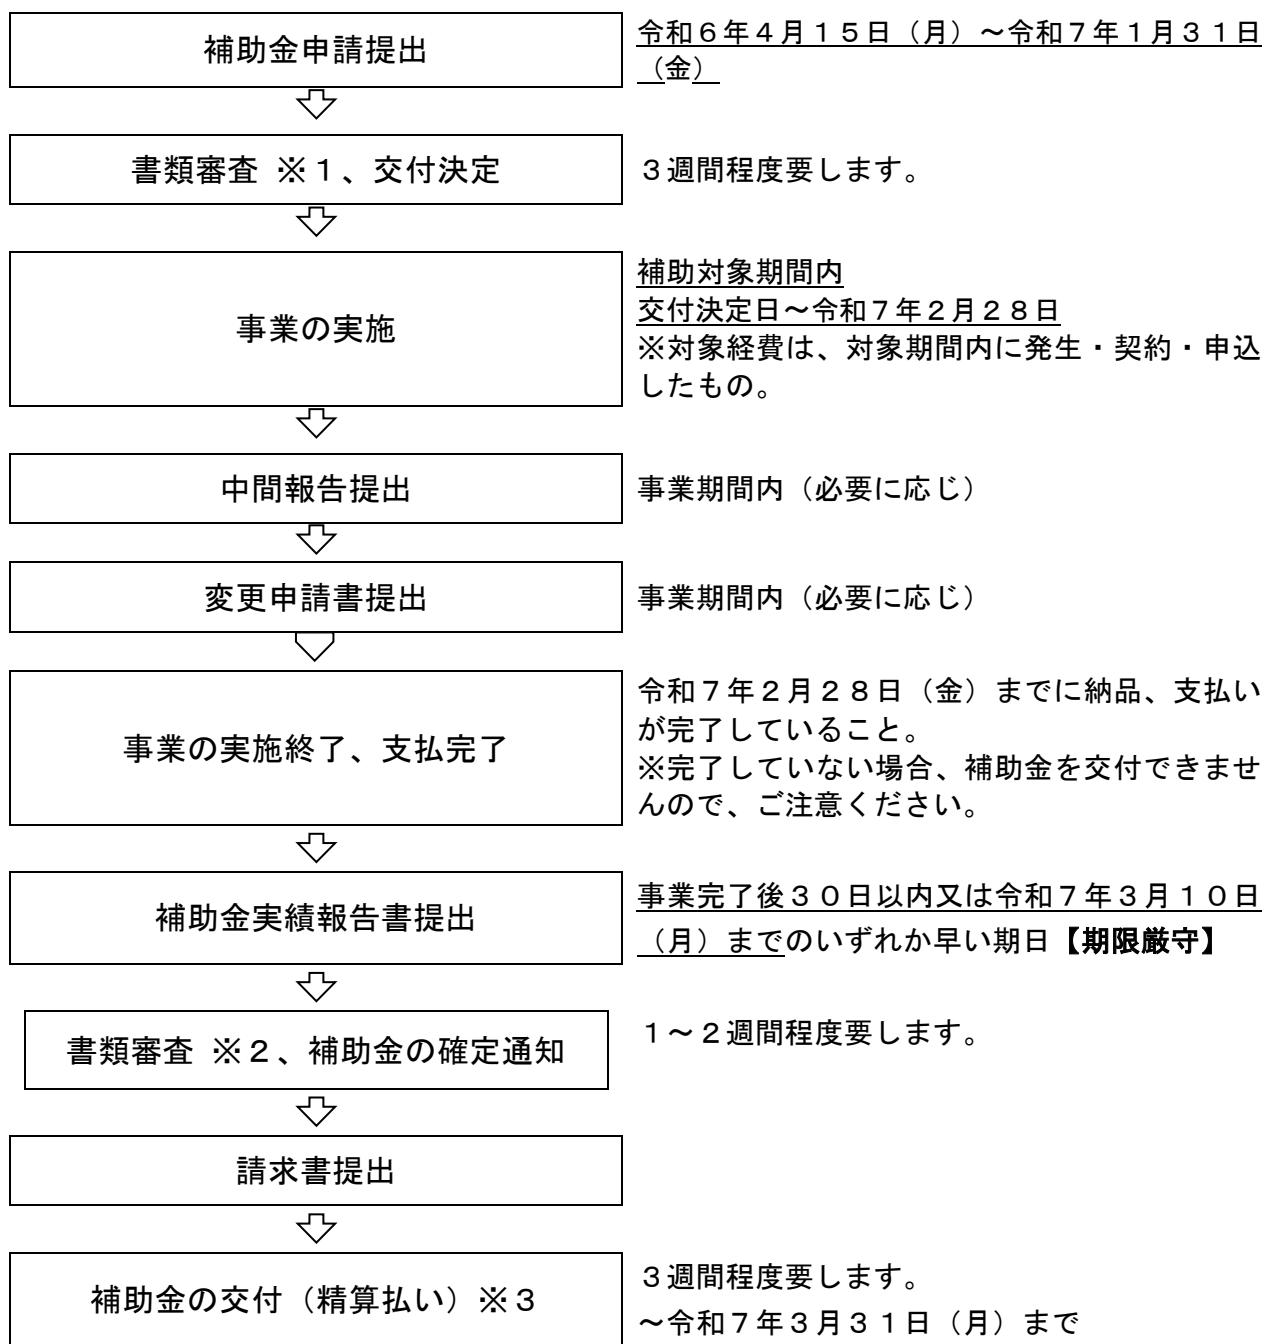 補助金申請提出
令和６年４月１５日（月）～令和７年１月３１日
（金）
書類審査 ※１、交付決定
３週間程度要します。
事業の実施
補助対象期間内
交付決定日～令和７年２月２８日
※対象経費は、対象期間内に発生・契約・申込
したもの。
中間報告提出
事業期間内（必要に応じ）
変更申請書提出
事業期間内（必要に応じ）
事業の実施終了、支払完了
令和７年２月２８日（金）までに納品、支払い
が完了していること。
※完了していない場合、補助金を交付できませ
んので、ご注意ください。
補助金実績報告書提出
事業完了後３０日以内又は令和７年３月１０日
（月）までのいずれか早い期日【期限厳守】
書類審査 ※２、補助金の確定通知
１～２週間程度要します。
請求書提出
補助金の交付（精算払い）※３
３週間程度要します。
～令和７年３月３１日（月）まで